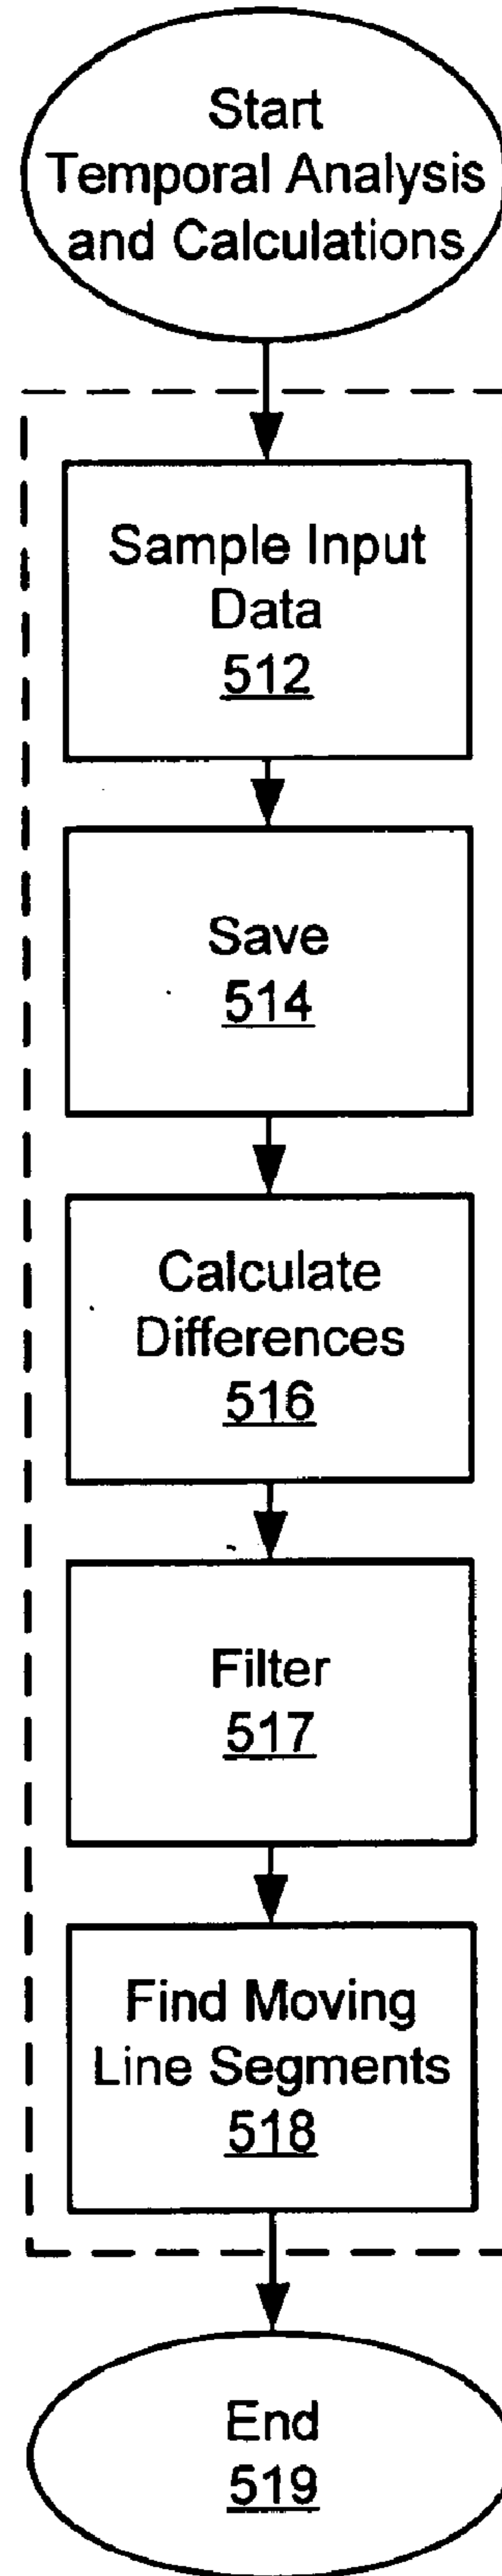 Start
Temporal Analysis
and Calculations
Sample Input
Data
512
Save
514
Calculate
Differences
516
Filter
517
Find Moving
Line Segments
518
End
519